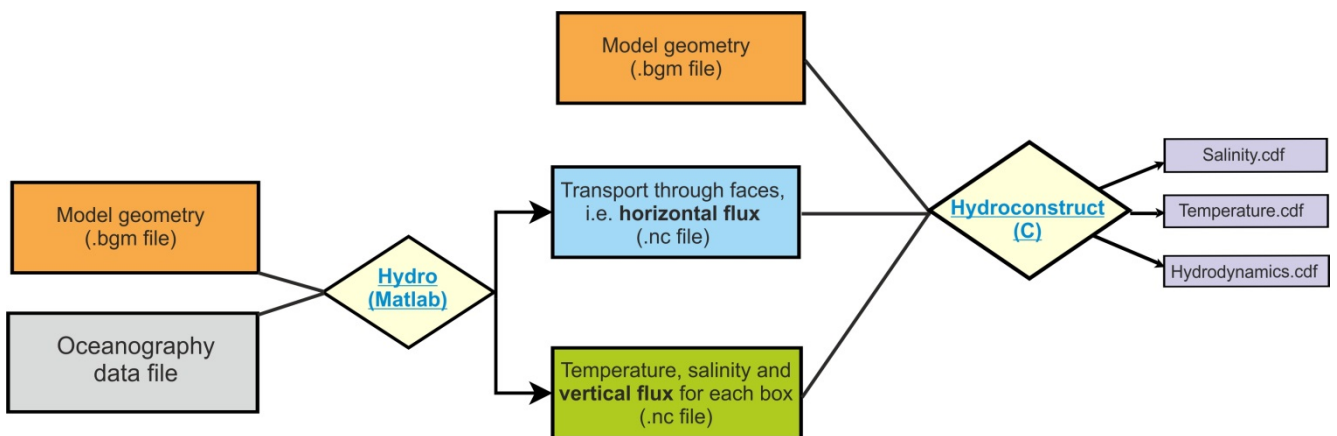 Model geometry
(.bgm file)
Oceanography
data file
Hydro
(Matlab)
Model geometry
(.bgm file)
Transport through faces,
i.e. horizontal flux
(.nc file)
Temperature, salinity and
vertical flux for each box
(.nc file)
Hydroconstruct
(C)
Salinity.cdf
Temperature.cdf
Hydrodynamics.cdf